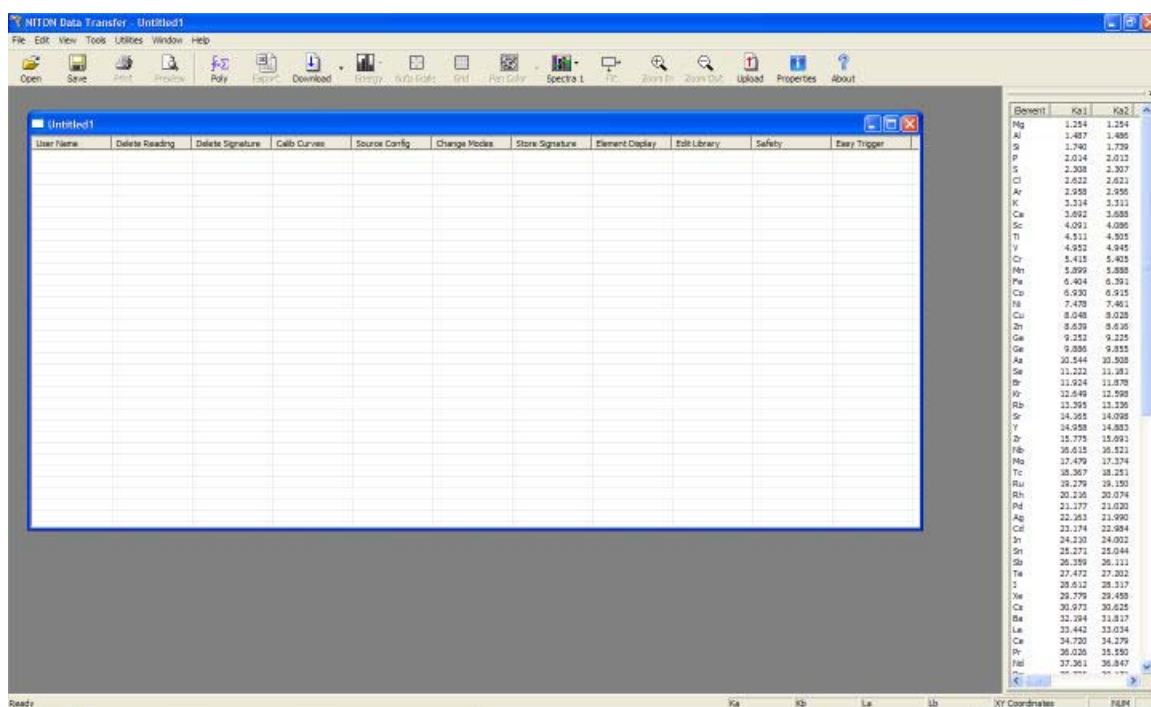 NITON Data Transfer - Untitled1
File Edit View Tools Utilities Window Help
Open Save Print Preview Poly Export Download Energy Auto Scale Grid Pen Color Spectra 1 Fit Zoom In Zoom Out Upload Properties About
Untitled1
User Name Delete Reading Delete Signature Calib Curves Source Config Change Modes Store Signature Element Display Edit Library Safety Easy Trigger
Element Ka1 Ka2
Mg 1.254 1.254
Al 1.487 1.486
Si 1.740 1.739
P 2.014 2.013
S 2.308 2.307
Cl 2.622 2.621
Ar 2.958 2.956
K 3.314 3.311
Ca 3.692 3.688
Sc 4.091 4.086
Ti 4.511 4.505
V 4.952 4.945
Cr 5.415 5.405
Mn 5.899 5.888
Fe 6.404 6.391
Co 6.930 6.915
Ni 7.478 7.461
Cu 8.048 8.028
Zn 8.639 8.616
Ga 9.252 9.225
Ge 9.886 9.855
As 10.544 10.508
Se 11.222 11.181
Br 11.924 11.878
Kr 12.649 12.598
Rb 13.395 13.336
Sr 14.165 14.098
Y 14.958 14.883
Zr 15.775 15.691
Nb 16.615 16.521
Mo 17.479 17.374
Tc 18.367 18.251
Ru 19.279 19.150
Rh 20.216 20.074
Pd 21.177 21.020
Ag 22.163 21.990
Cd 23.174 22.984
In 24.210 24.002
Sn 25.271 25.044
Sb 26.359 26.111
Te 27.472 27.202
I 28.612 28.317
Xe 29.779 29.458
Cs 30.973 30.625
Ba 32.194 31.817
La 33.442 33.034
Ce 34.720 34.279
Pr 36.026 35.550
Nd 37.361 36.847
Ready Ka Kb La Lb XY Coordinates NUM